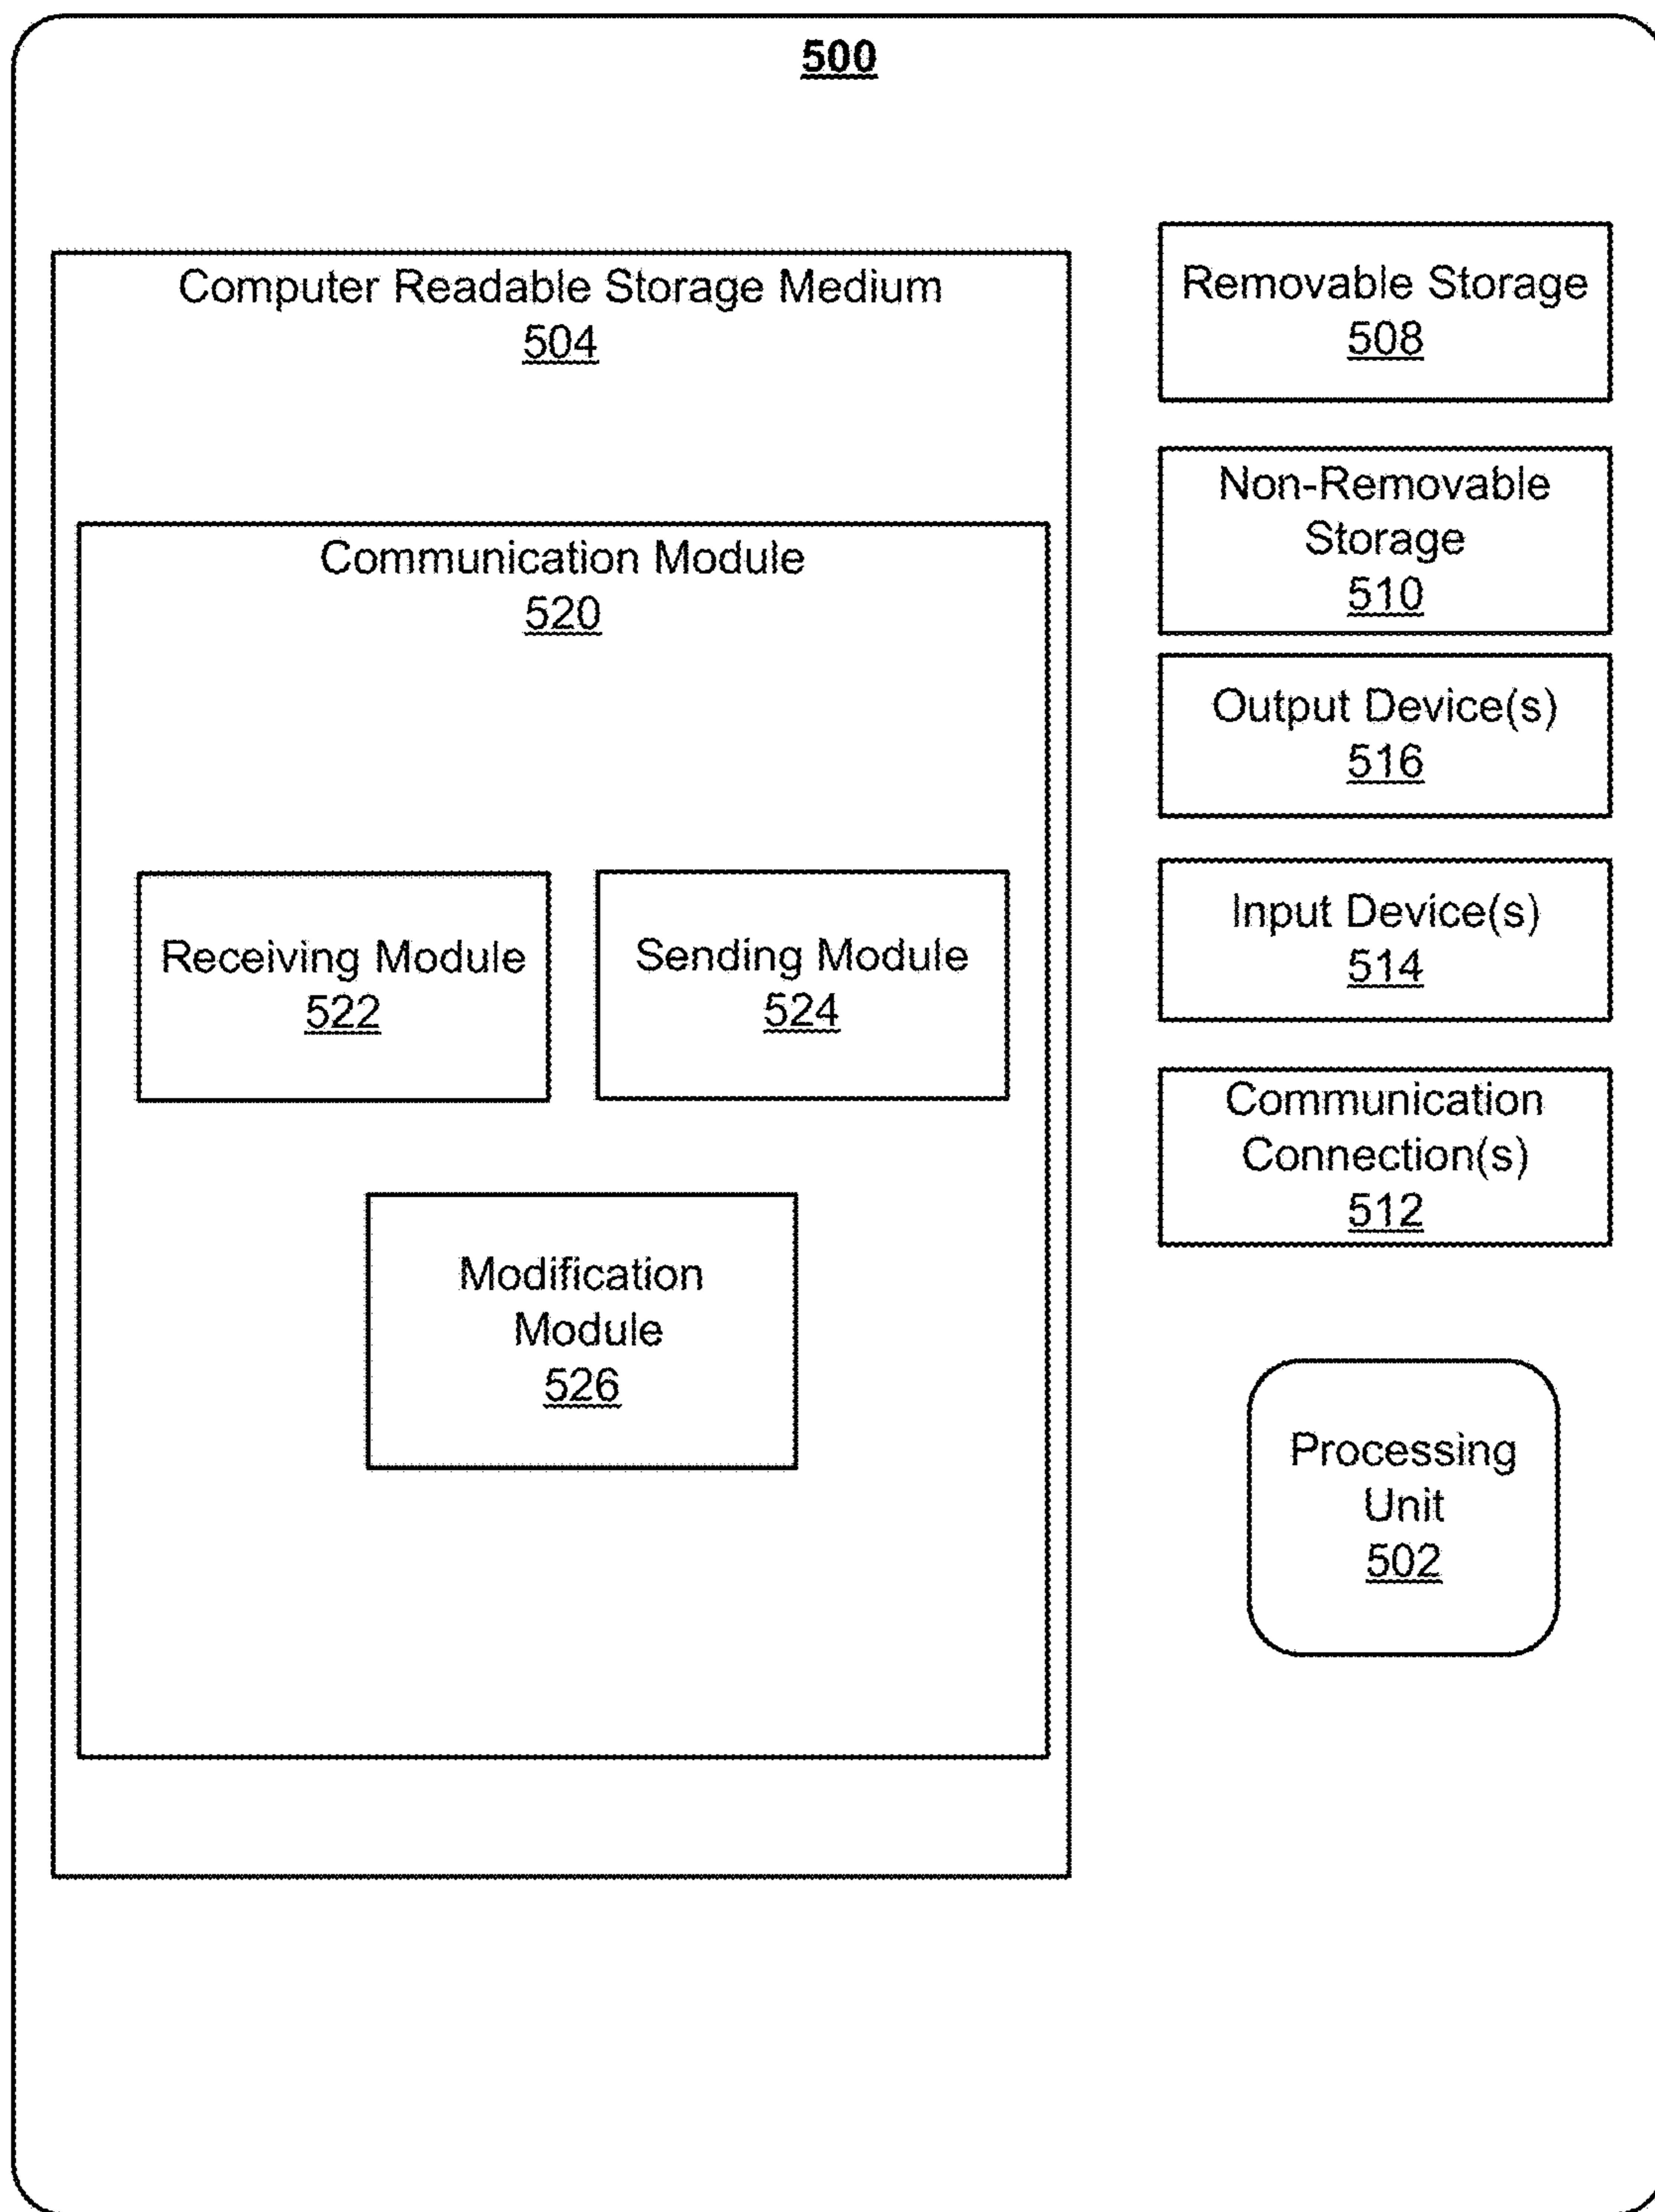 500
Computer Readable Storage Medium
504
Communication Module
520
Receiving Module
522
Sending Module
524
Modification
Module
526
Removable Storage
508
Non-Removable
Storage
510
Output Device(s)
516
Input Device(s)
514
Communication
Connection(s)
512
Processing
Unit
502